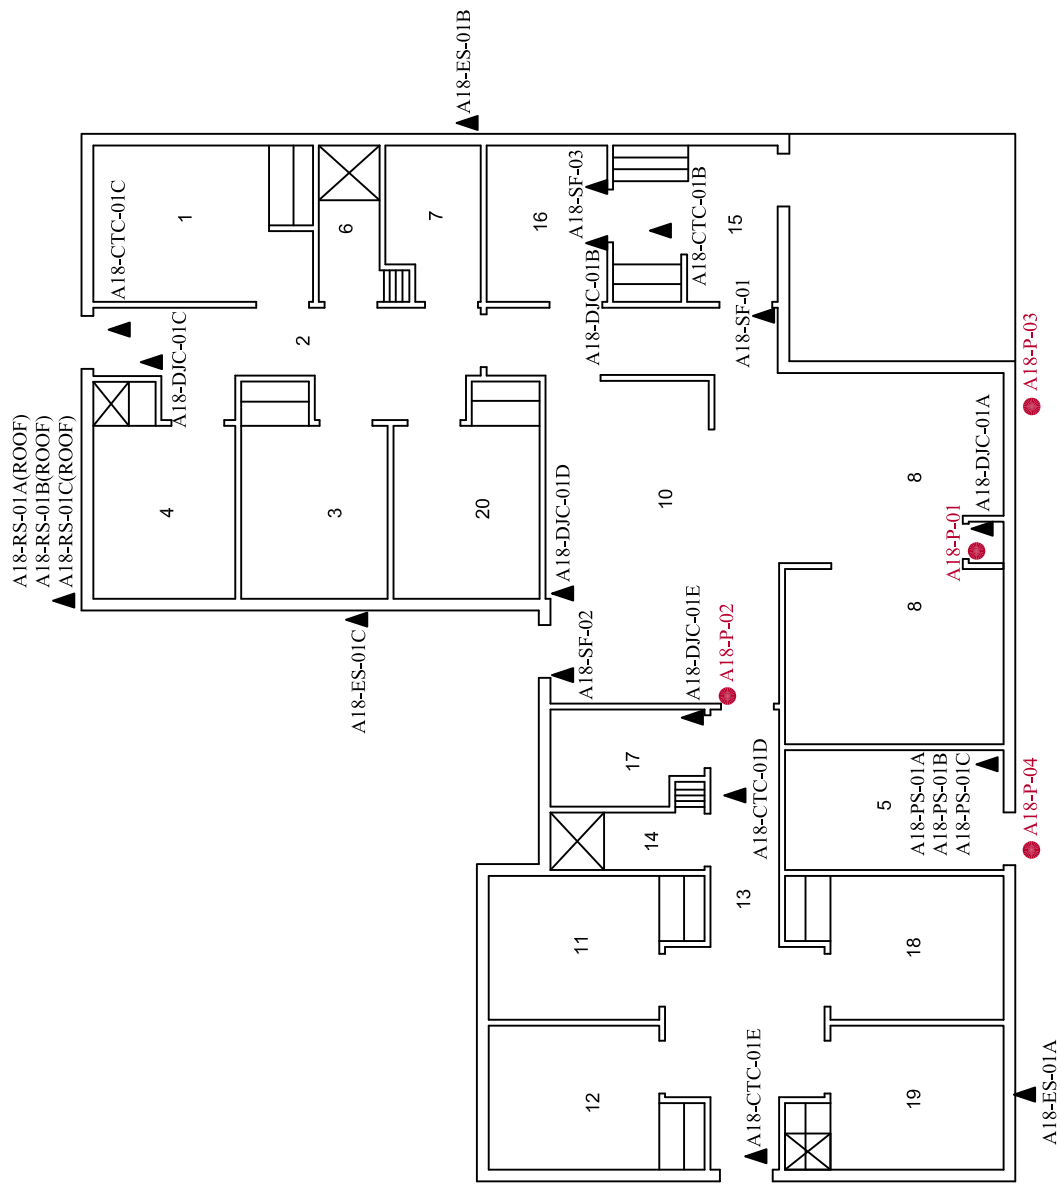 A18-RS-01A(ROOF)
A18-RS-01B(ROOF)
A18-RS-01C(ROOF)
A18-CTC-01C
A18-DJC-01C
A18-ES-01B
A18-ES-01C
A18-SF-03
A18-DJC-01B
A18-CTC-01B
A18-SF-01
A18-DJC-01D
A18-SF-02
A18-DJC-01E
A18-P-02
A18-CTC-01D
A18-P-01
A18-DJC-01A
A18-P-03
A18-PS-01A
A18-PS-01B
A18-PS-01C
A18-P-04
A18-CTC-01E
A18-ES-01A
1
2
3
4
5
6
7
8
8
10
11
12
13
14
15
16
17
18
19
20